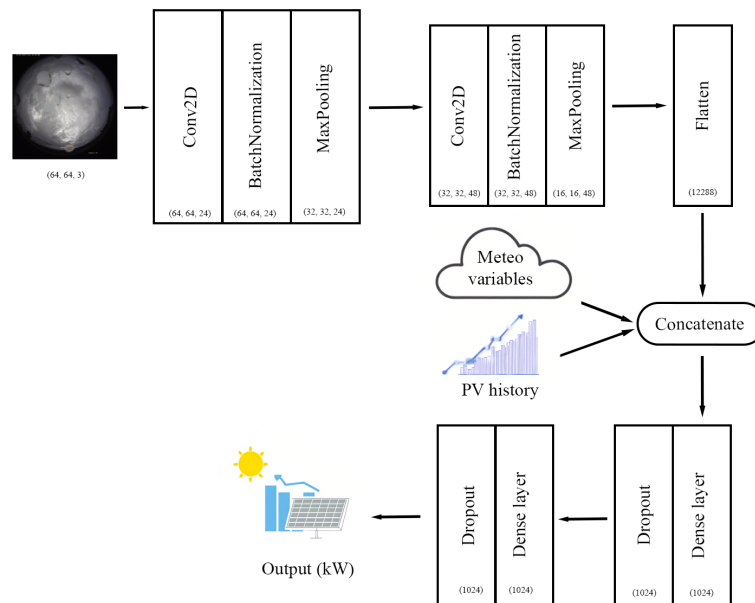 Conv2D
BatchNormalization
MaxPooling
(64, 64, 3)
(64, 64, 24)
(64, 64, 24)
(32, 32, 24)
Conv2D
BatchNormalization
MaxPooling
(32, 32, 48)
(32, 32, 48)
(16, 16, 48)
Flatten
(12288)
Meteo
variables
PV history
Concatenate
Dropout
Dense layer
(1024)
(1024)
Dropout
Dense layer
(1024)
(1024)
Output (kW)